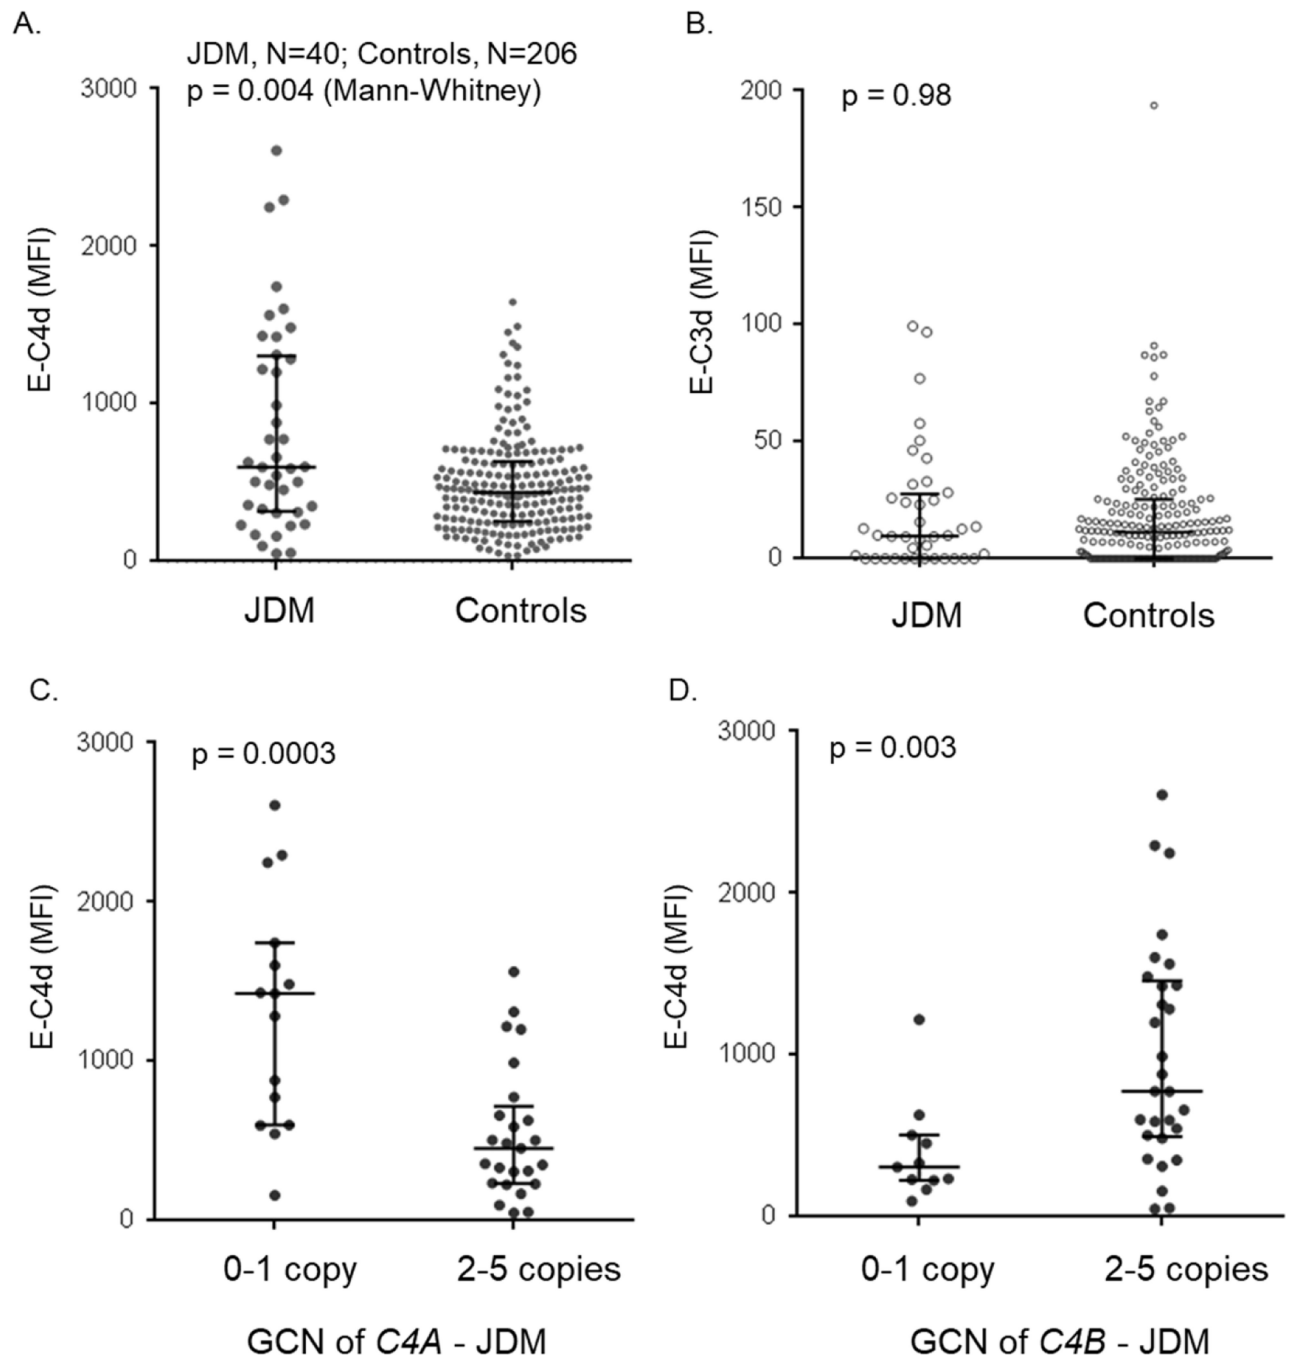 A.
JDM, N=40; Controls, N=206
p = 0.004 (Mann-Whitney)
3000
2000
1000
0
E-C4d (MFI)
JDM
Controls
B.
p = 0.98
200
150
100
50
0
E-C3d (MFI)
JDM
Controls
C.
p = 0.0003
3000
2000
1000
0
E-C4d (MFI)
0-1 copy
2-5 copies
GCN of C4A - JDM
D.
p = 0.003
3000
2000
1000
0
E-C4d (MFI)
0-1 copy
2-5 copies
GCN of C4B - JDM